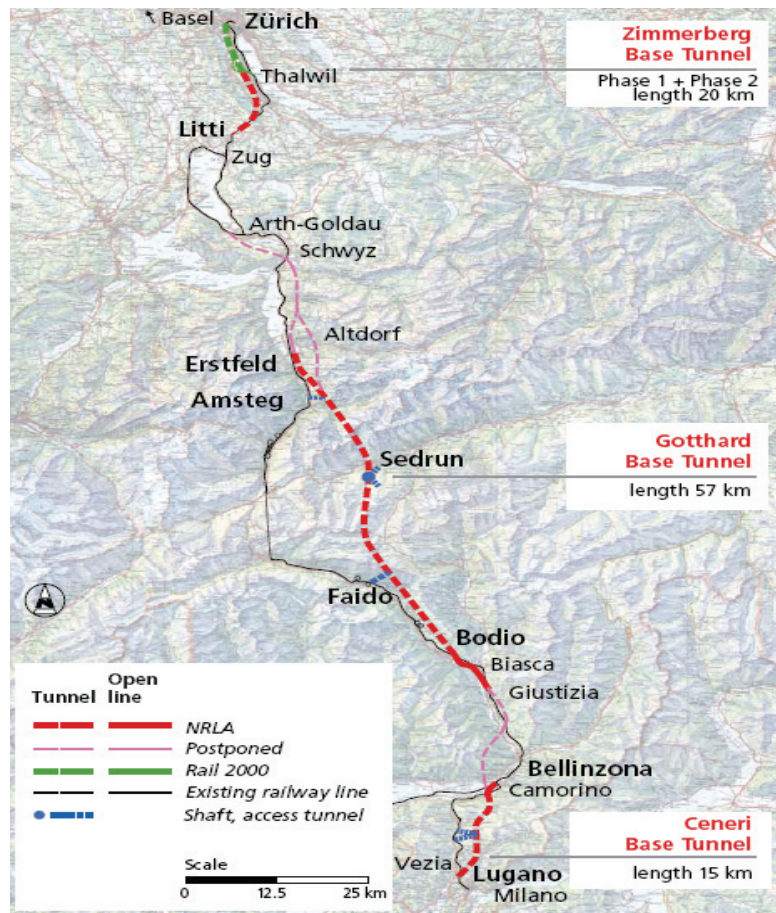 Basel
Zürich
Zimmerberg
Base Tunnel
Thalwil
Phase 1 + Phase 2
length 20 km
Litti
Zug
Arth-Goldau
Schwyz
Altdorf
Erstfeld
Amsteg
Gotthard
Base Tunnel
Sedrun
length 57 km
Faido
Bodio
Biasca
Giustizia
Tunnel
Open
line
NRLA
Postponed
Rail 2000
Existing railway line
Shaft, access tunnel
Scale
0 12.5 25 km
Bellinzona
Camorino
Ceneri
Base Tunnel
Vezia
length 15 km
Lugano
Milano